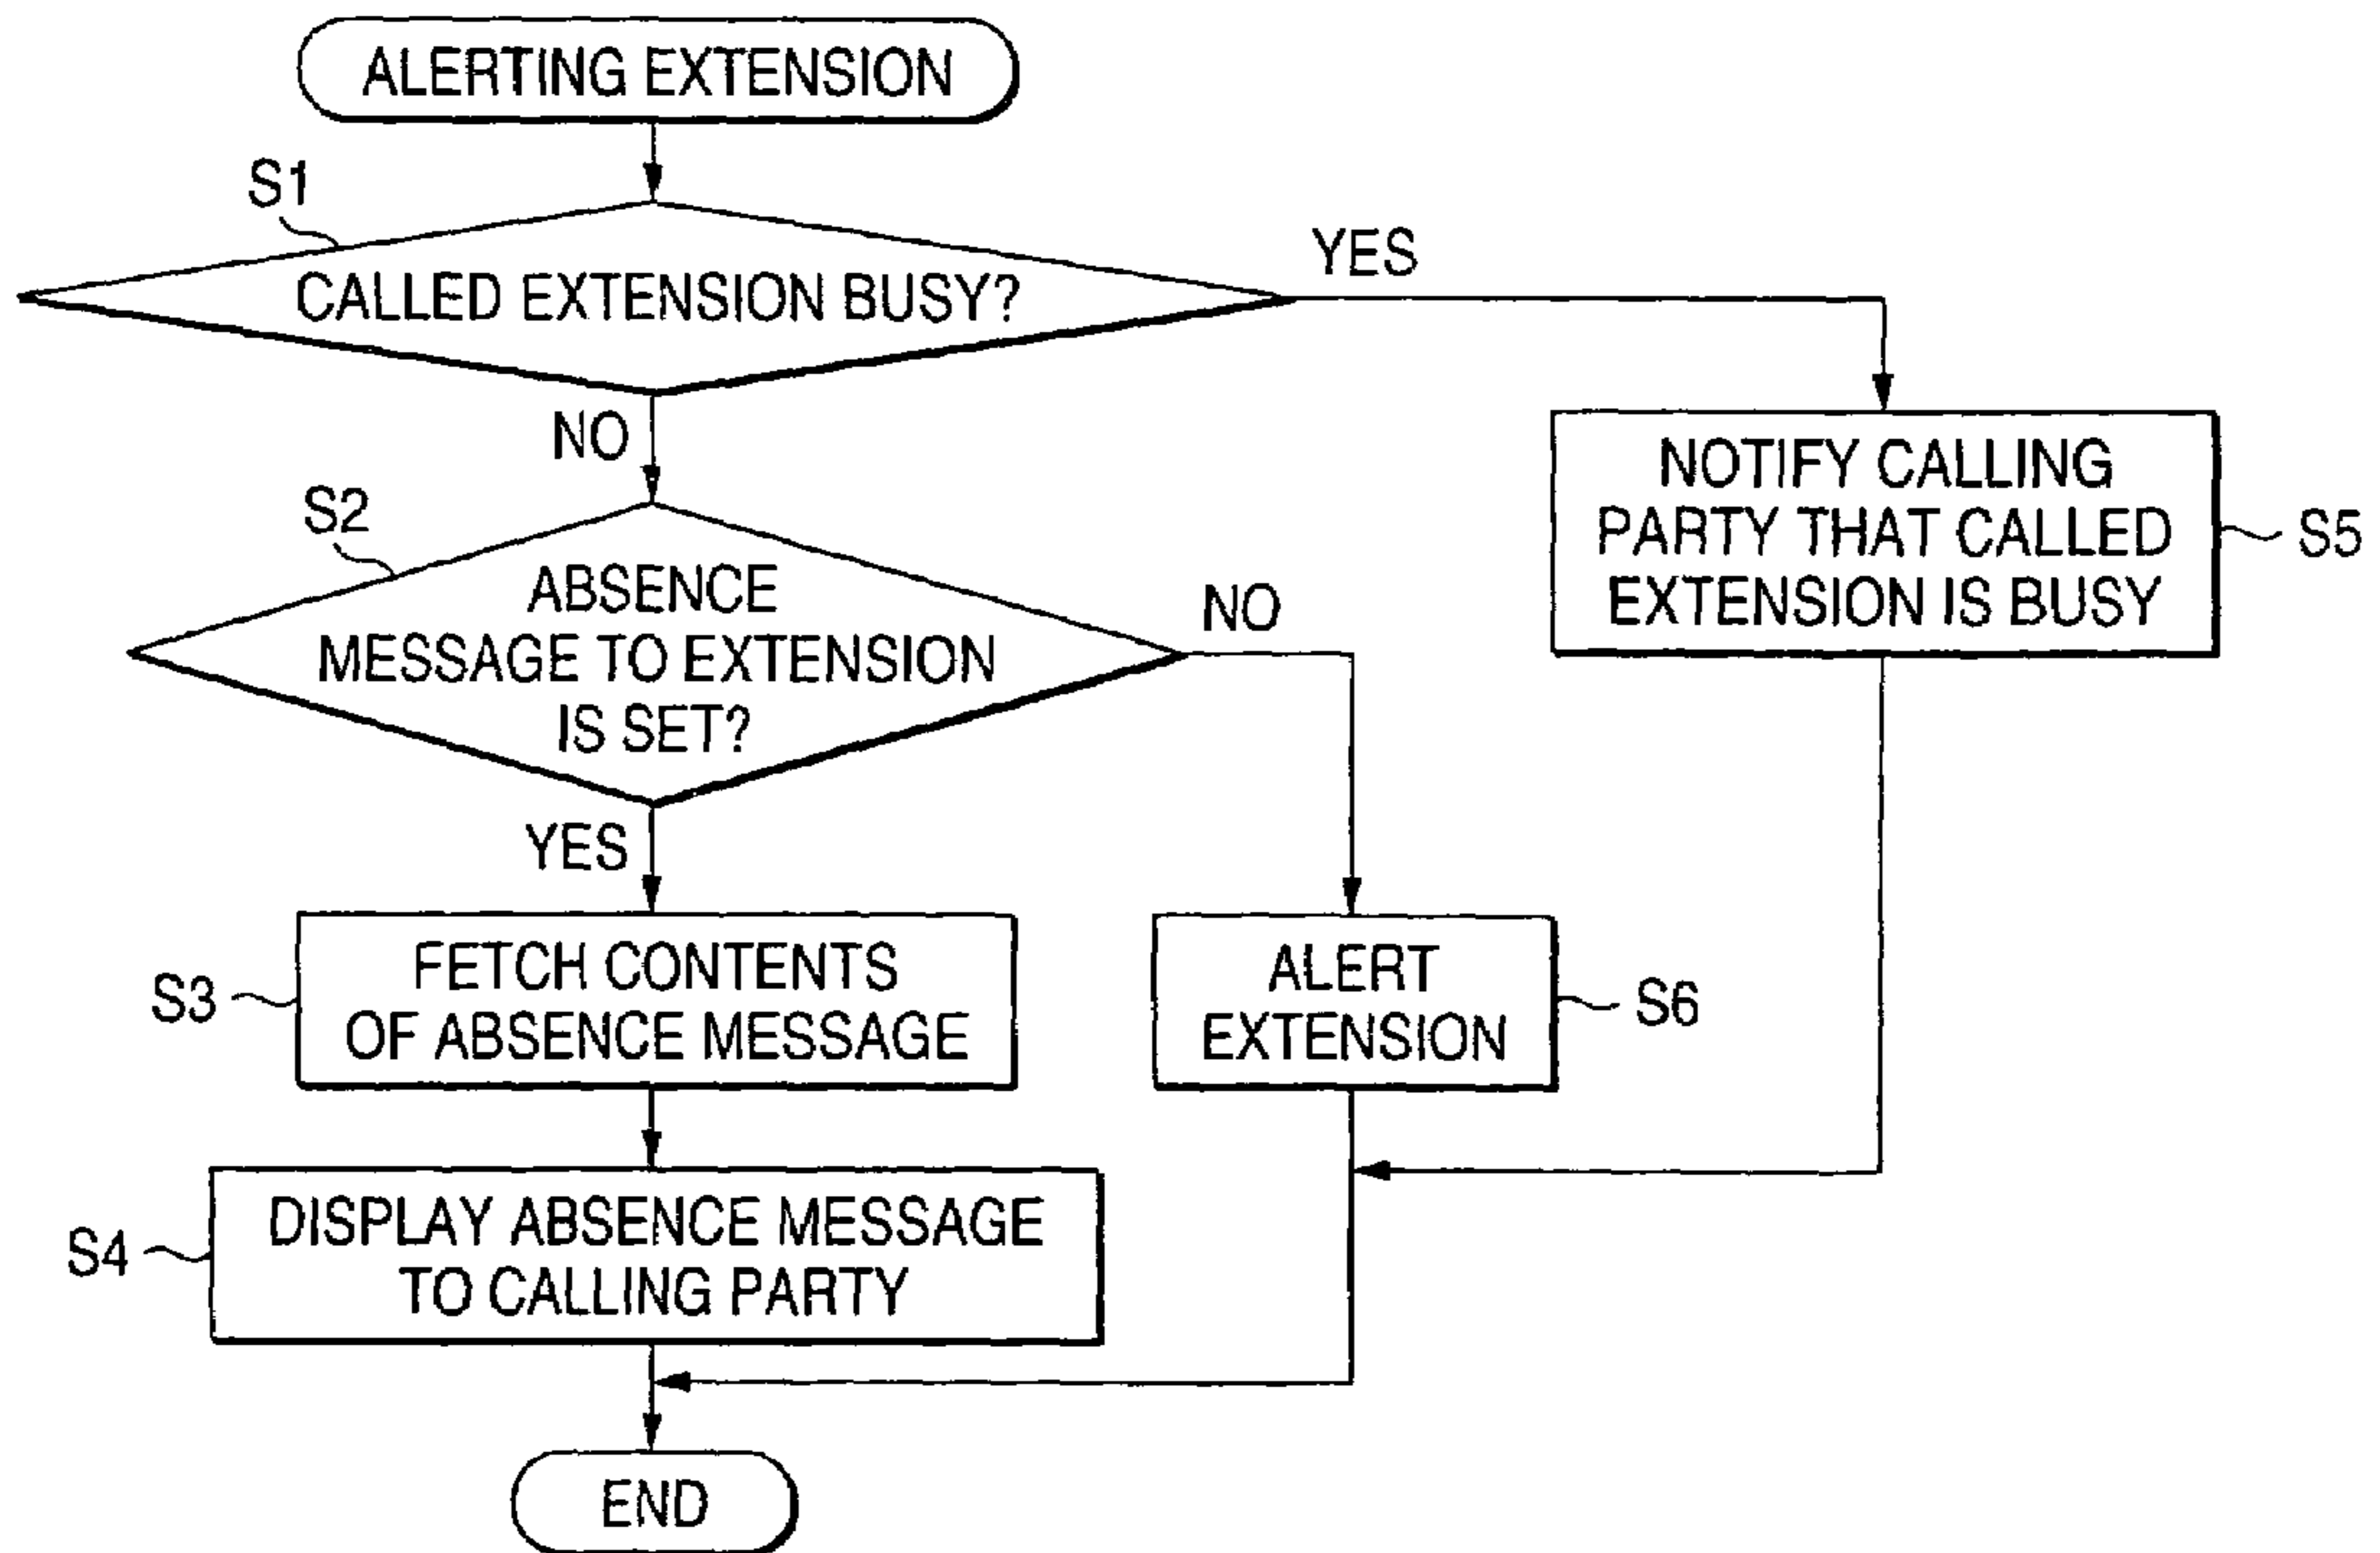 ALERTING EXTENSION
S1
CALLED EXTENSION BUSY?
YES
NO
NOTIFY CALLING
PARTY THAT CALLED
EXTENSION IS BUSY
S5
S2
ABSENCE
MESSAGE TO EXTENSION
IS SET?
NO
YES
FETCH CONTENTS
OF ABSENCE MESSAGE
S3
ALERT
EXTENSION
S6
DISPLAY ABSENCE MESSAGE
TO CALLING PARTY
S4
END